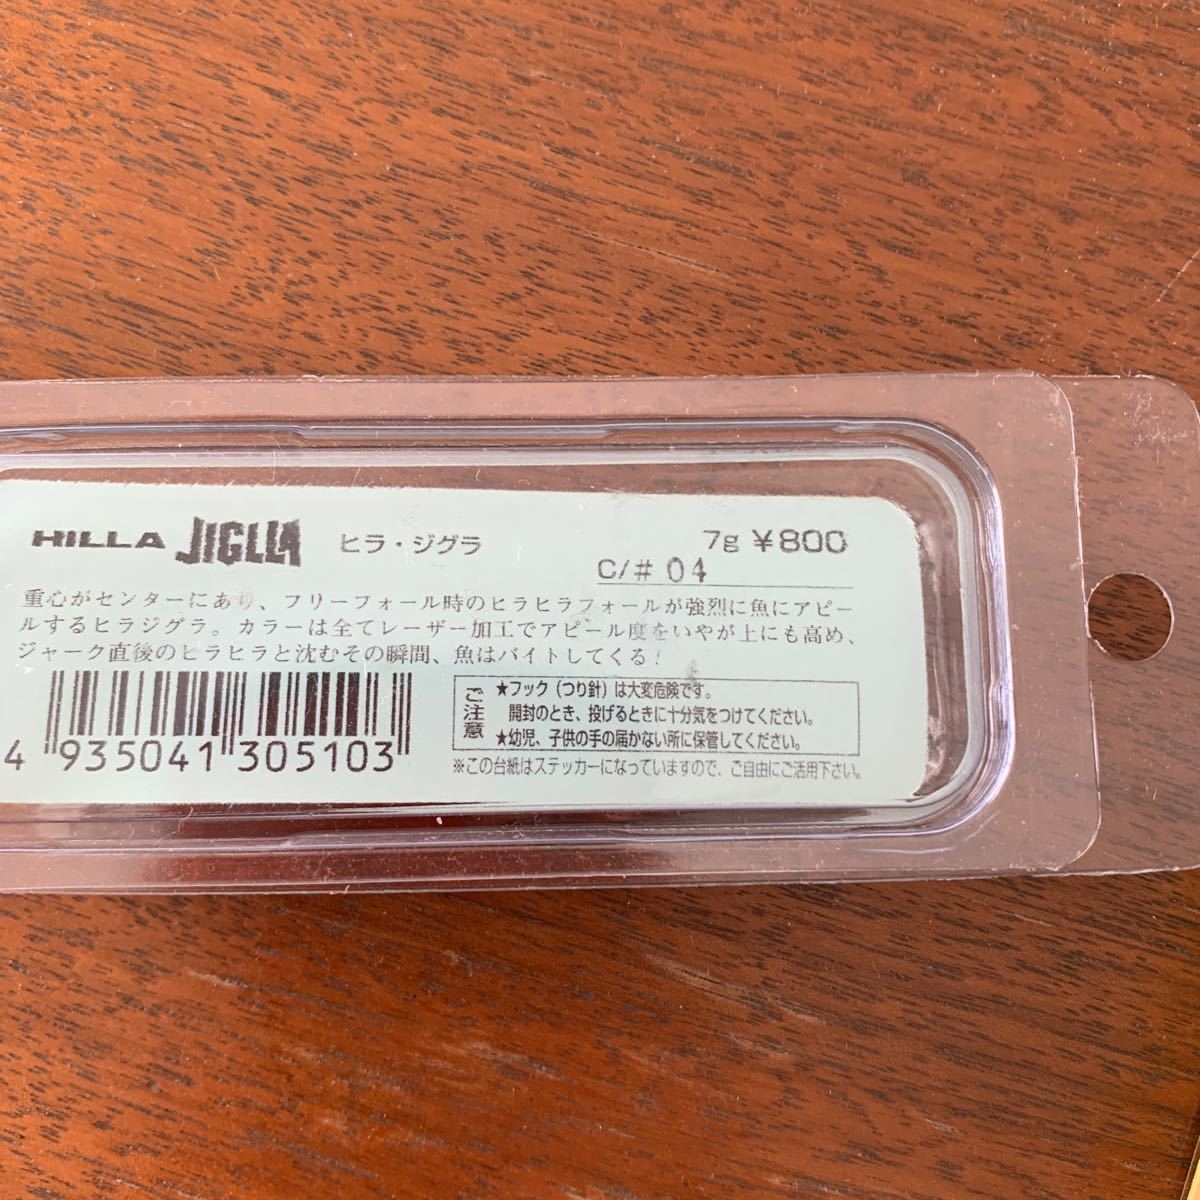 HILLA JIGLLA ヒラ・ジグラ 7g ¥800
C/# 04
重心がセンターにあり、フリーフォール時のヒラヒラフォールが強烈に魚にアピー
ルするヒラジグラ。カラーは全てレーザー加工でアピール度をいやが上にも高め、
ジャーク直後のヒラヒラと沈むその瞬間、魚はバイトしてくる！
4 935041 305103
ご注意
★フック（つり針）は大変危険です。
開封のとき、投げるときに十分気をつけてください。
★幼児、子供の手の届かない所に保管してください。
※この台紙はステッカーになっていますので、ご自由にご活用下さい。